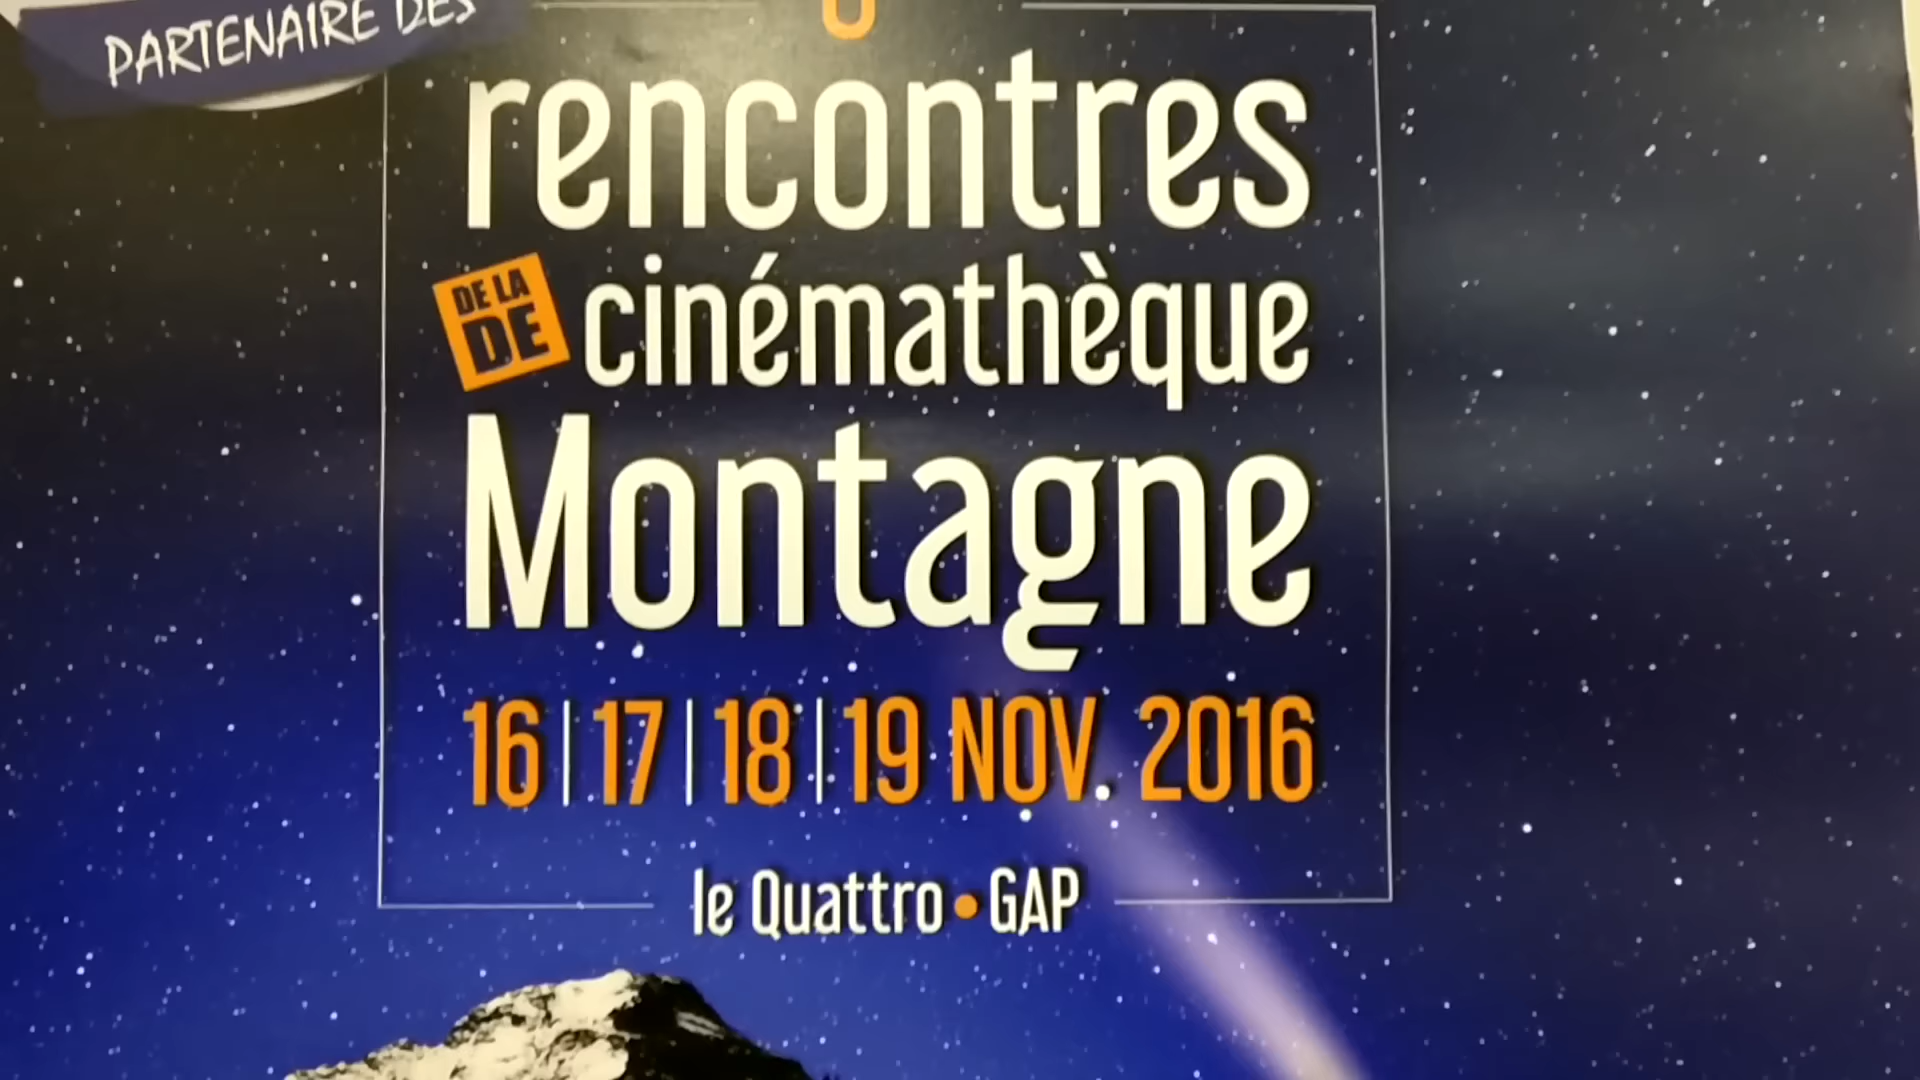 PARTENAIRE DES
rencontres
DE LA
DE
cinémathèque
Montagne
16 | 17 | 18 | 19 NOV. 2016
le Quattro • GAP